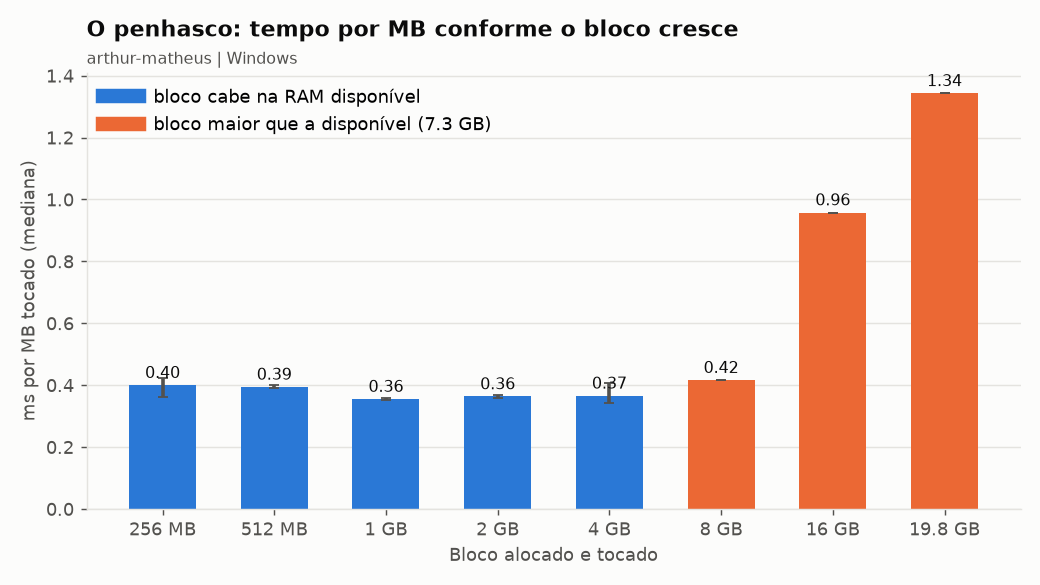 O penhasco: tempo por MB conforme o bloco cresce
arthur-matheus | Windows
bloco cabe na RAM disponível
bloco maior que a disponível (7.3 GB)
ms por MB tocado (mediana)
1.4
1.2
1.0
0.8
0.6
0.4
0.2
0.0
0.40
0.39
0.36
0.36
0.37
0.42
0.96
1.34
256 MB
512 MB
1 GB
2 GB
4 GB
8 GB
16 GB
19.8 GB
Bloco alocado e tocado